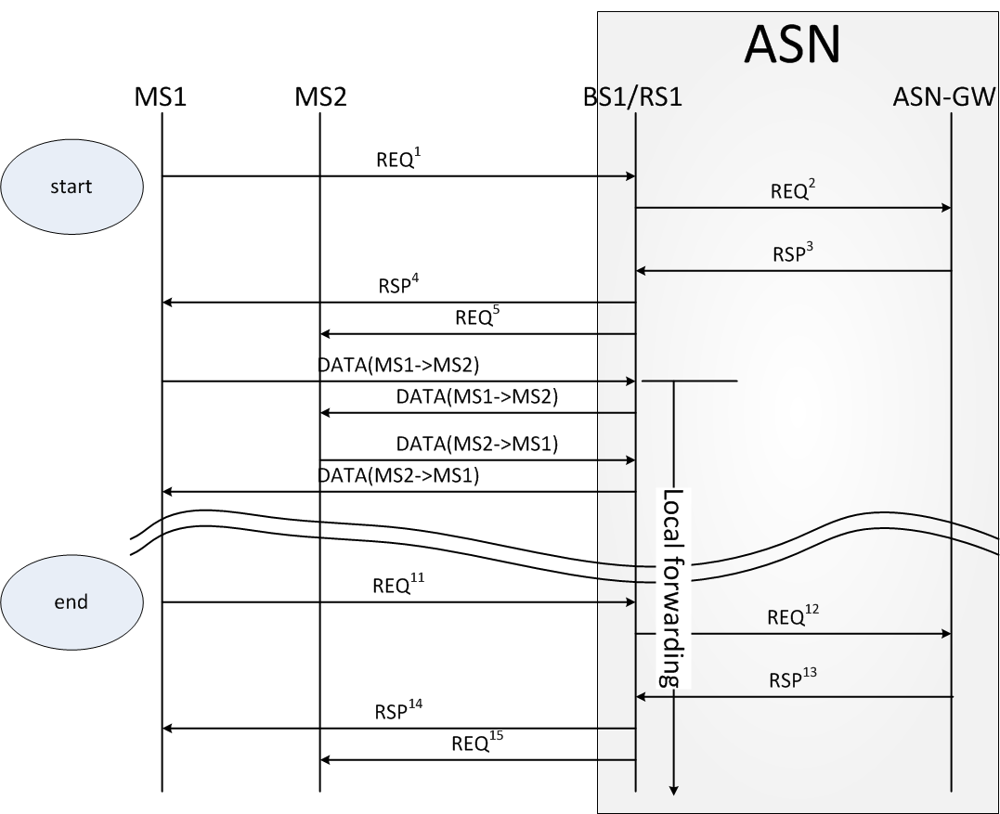 ASN
MS1
MS2
BS1/RS1
ASN-GW
start
REQ1
REQ2
RSP3
RSP4
REQ5
DATA(MS1->MS2)
DATA(MS1->MS2)
DATA(MS2->MS1)
DATA(MS2->MS1)
Local forwarding
end
REQ11
REQ12
RSP13
RSP14
REQ15